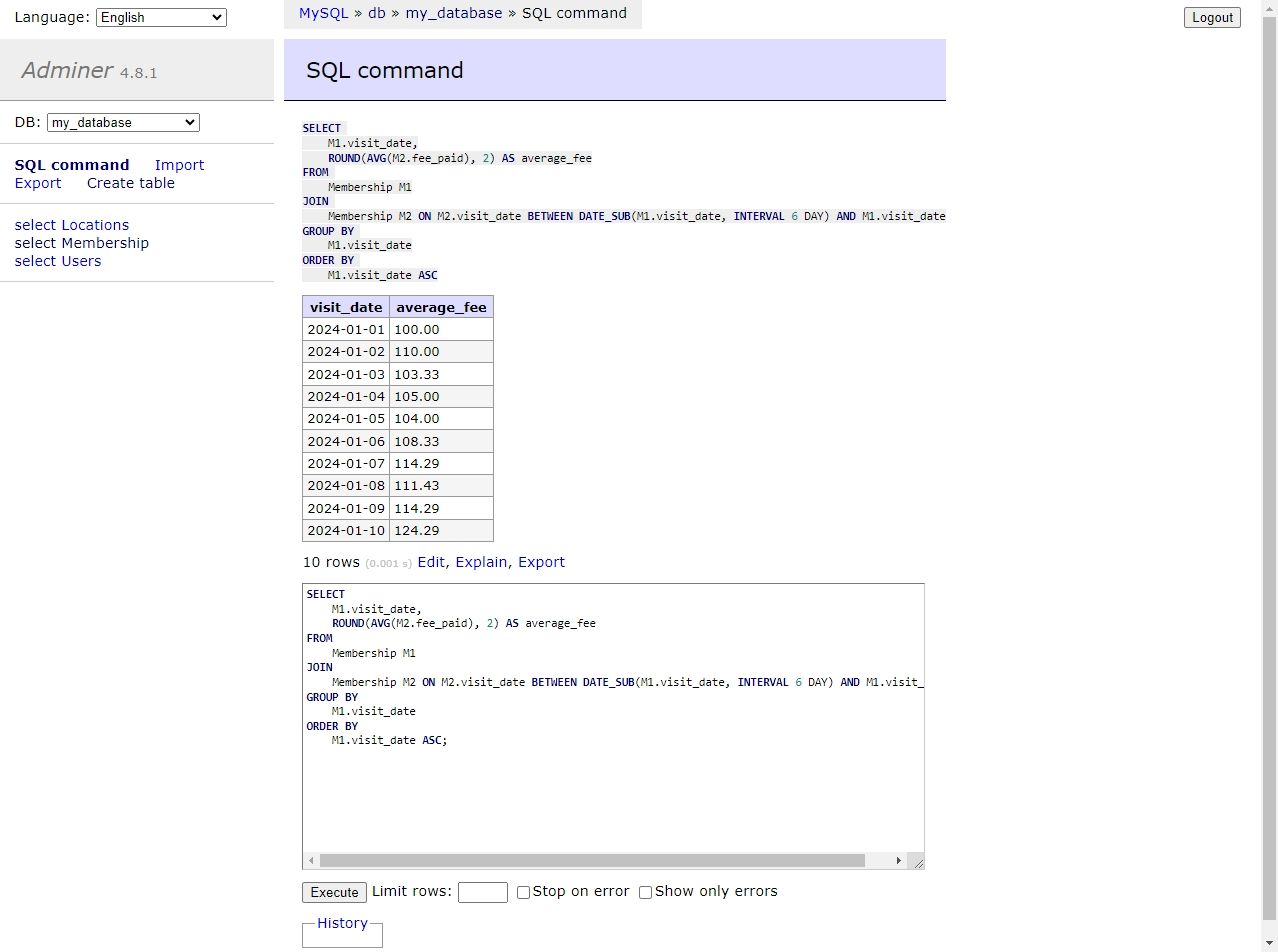 Language: English
MySQL » db » my_database » SQL command
Logout
Adminer 4.8.1
SQL command
DB: my_database
SQL command Import
Export Create table
select Locations
select Membership
select Users
SELECT
M1.visit_date,
ROUND(AVG(M2.fee_paid), 2) AS average_fee
FROM
Membership M1
JOIN
Membership M2 ON M2.visit_date BETWEEN DATE_SUB(M1.visit_date, INTERVAL 6 DAY) AND M1.visit_date
GROUP BY
M1.visit_date
ORDER BY
M1.visit_date ASC
visit_date average_fee
2024-01-01 100.00
2024-01-02 110.00
2024-01-03 103.33
2024-01-04 105.00
2024-01-05 104.00
2024-01-06 108.33
2024-01-07 114.29
2024-01-08 111.43
2024-01-09 114.29
2024-01-10 124.29
10 rows (0.001 s) Edit, Explain, Export
SELECT
M1.visit_date,
ROUND(AVG(M2.fee_paid), 2) AS average_fee
FROM
Membership M1
JOIN
Membership M2 ON M2.visit_date BETWEEN DATE_SUB(M1.visit_date, INTERVAL 6 DAY) AND M1.visit_
GROUP BY
M1.visit_date
ORDER BY
M1.visit_date ASC;
Execute Limit rows: Stop on error Show only errors
History